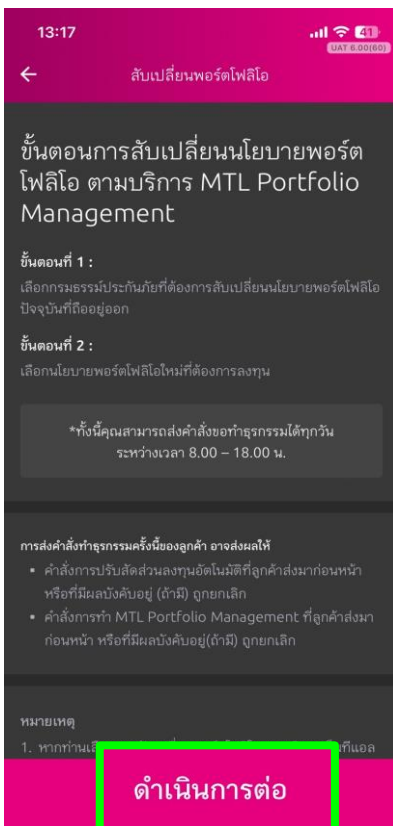 13:17
41
UAT 6.00(60)
สับเปลี่ยนพอร์ตโฟลิโอ
ขั้นตอนการสับเปลี่ยนนโยบายพอร์ต
โฟลิโอ ตามบริการ MTL Portfolio
Management
ขั้นตอนที่ 1 :
เลือกกรมธรรม์ประกันภัยที่ต้องการสับเปลี่ยนนโยบายพอร์ตโฟลิโอ
ปัจจุบันที่ถืออยู่ออก
ขั้นตอนที่ 2 :
เลือกนโยบายพอร์ตโฟลิโอใหม่ที่ต้องการลงทุน
*ทั้งนี้คุณสามารถส่งคำสั่งขอทำธุรกรรมได้ทุกวัน
ระหว่างเวลา 8.00 – 18.00 น.
การส่งคำสั่งทำธุรกรรมครั้งนี้ของลูกค้า อาจส่งผลให้
• คำสั่งการปรับสัดส่วนลงทุนอัตโนมัติที่ลูกค้าส่งมาก่อนหน้า
หรือที่มีผลบังคับอยู่ (ถ้ามี) ถูกยกเลิก
• คำสั่งการทำ MTL Portfolio Management ที่ลูกค้าส่งมา
ก่อนหน้า หรือที่มีผลบังคับอยู่(ถ้ามี) ถูกยกเลิก
หมายเหตุ
1. หากท่าน
ดำเนินการต่อ